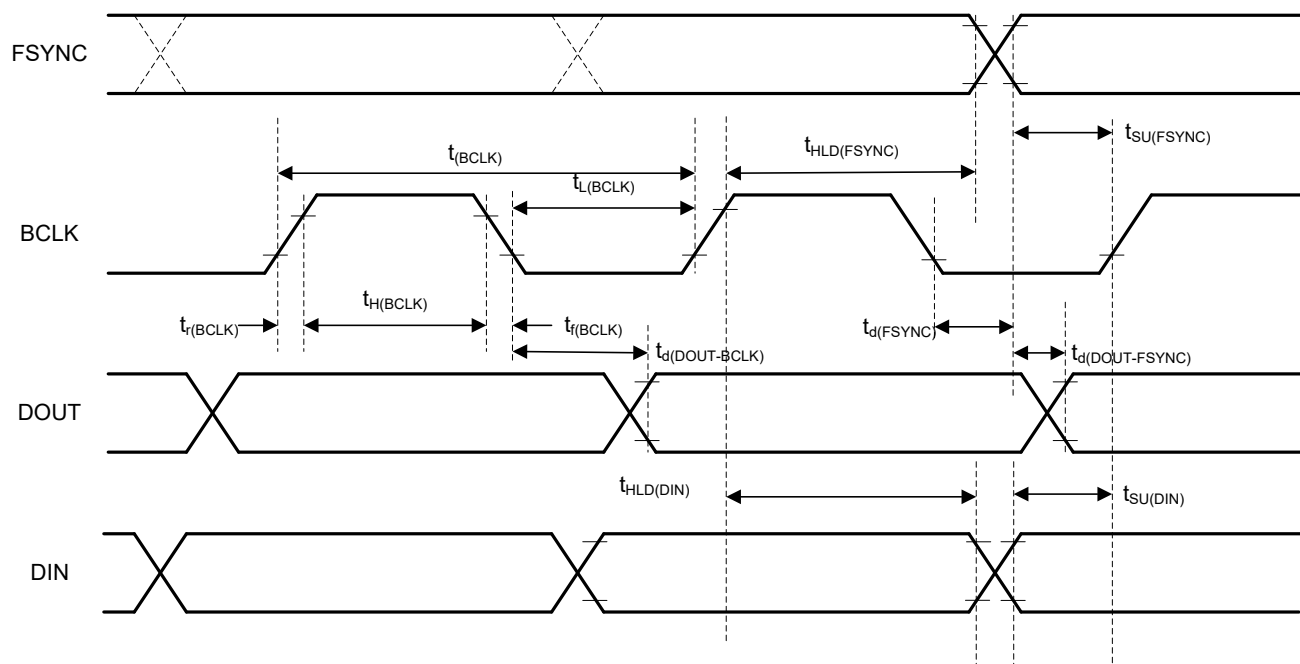 FSYNC
tSU(FSYNC)
t(BCLK)
tHLD(FSYNC)
tL(BCLK)
BCLK
tH(BCLK)
tr(BCLK)
tf(BCLK)
td(FSYNC)
td(DOUT-BCLK)
td(DOUT-FSYNC)
DOUT
tHLD(DIN)
tSU(DIN)
DIN